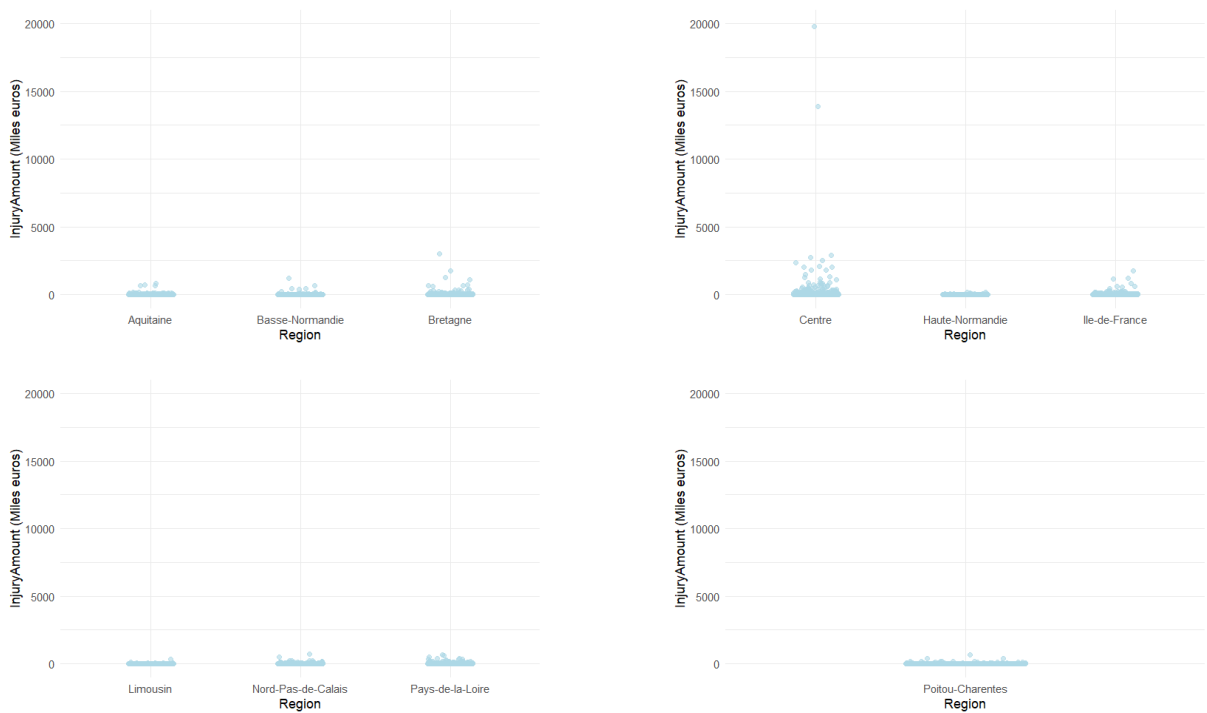 InjuryAmount (Miles euros)
20000
15000
10000
5000
0
Aquitaine Basse-Normandie Bretagne
Region
InjuryAmount (Miles euros)
20000
15000
10000
5000
0
Centre Haute-Normandie Ile-de-France
Region
InjuryAmount (Miles euros)
20000
15000
10000
5000
0
Limousin Nord-Pas-de-Calais Pays-de-la-Loire
Region
InjuryAmount (Miles euros)
20000
15000
10000
5000
0
Poitou-Charentes
Region